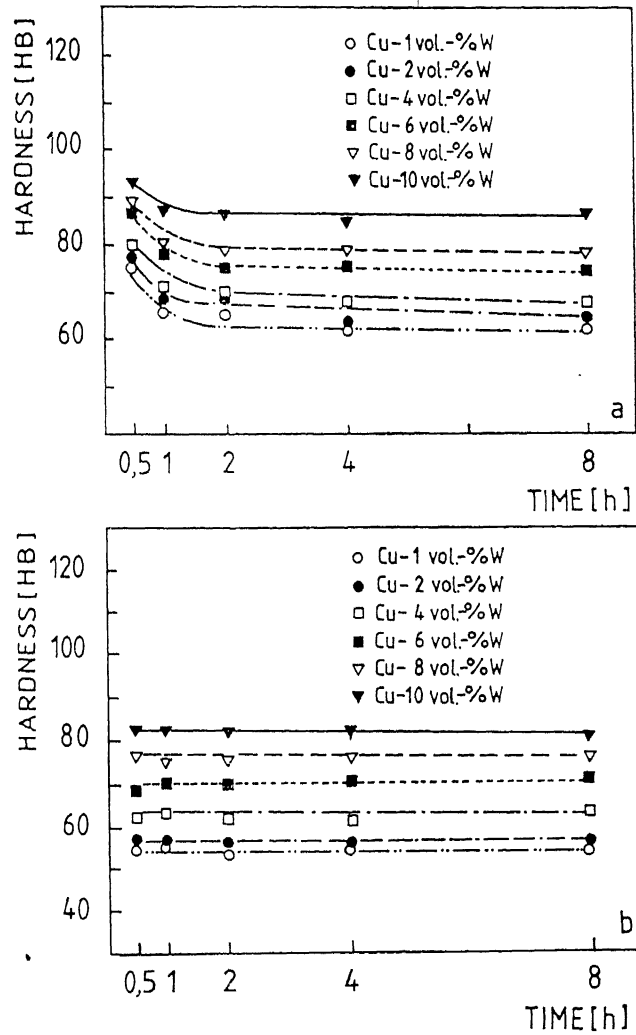 HARDNESS [HB]
120
100
80
60
Cu-1 vol.-%W
Cu-2 vol.-%W
Cu-4 vol.-%W
Cu-6 vol.-%W
Cu-8 vol.-%W
Cu-10 vol.-%W
a
0,5 1 2 4 8
TIME [h]
HARDNESS [HB]
120
100
80
60
40
Cu-1 vol.-%W
Cu-2 vol.-%W
Cu-4 vol.-%W
Cu-6 vol.-%W
Cu-8 vol.-%W
Cu-10 vol.-%W
b
0,5 1 2 4 8
TIME [h]